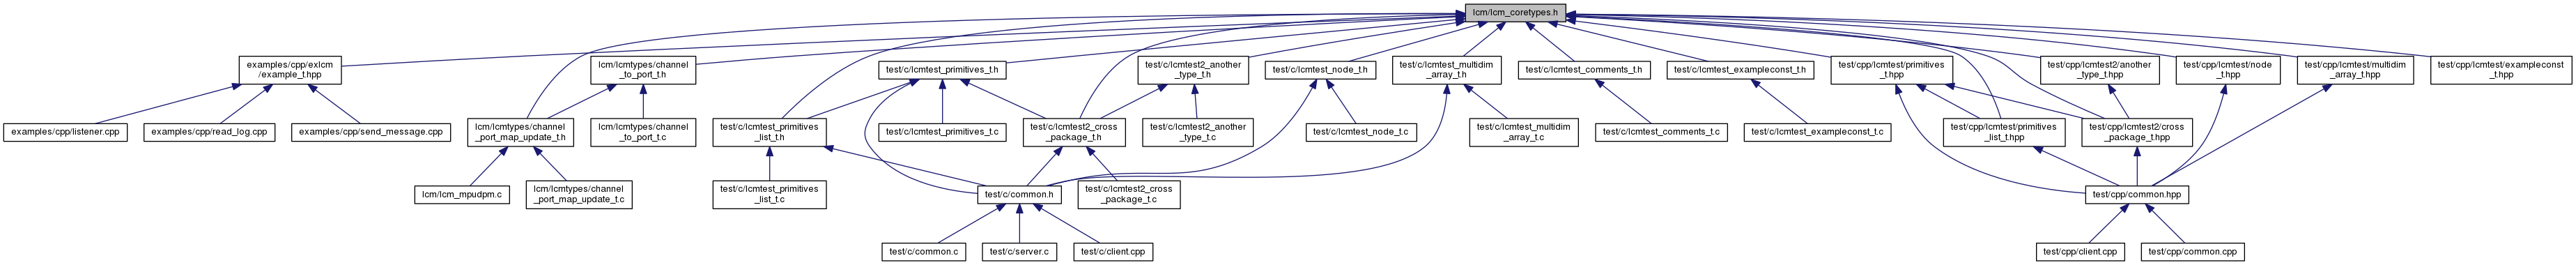 lcm/lcm_coretypes.h
examples/cpp/exlcm
/example_t.hpp
lcm/lcmtypes/channel
_to_port_t.h
test/c/lcmtest_primitives_t.h
test/c/lcmtest2_another
_type_t.h
test/c/lcmtest_node_t.h
test/c/lcmtest_multidim
_array_t.h
test/c/lcmtest_comments_t.h
test/c/lcmtest_exampleconst_t.h
test/cpp/lcmtest/primitives
_t.hpp
test/cpp/lcmtest2/another
_type_t.hpp
test/cpp/lcmtest/node
_t.hpp
test/cpp/lcmtest/multidim
_array_t.hpp
test/cpp/lcmtest/exampleconst
_t.hpp
examples/cpp/listener.cpp
examples/cpp/read_log.cpp
examples/cpp/send_message.cpp
lcm/lcmtypes/channel
_port_map_update_t.h
lcm/lcmtypes/channel
_to_port_t.c
test/c/lcmtest_primitives
_list_t.h
test/c/lcmtest_primitives_t.c
test/c/lcmtest2_cross
_package_t.h
test/c/lcmtest2_another
_type_t.c
test/c/lcmtest_node_t.c
test/c/lcmtest_multidim
_array_t.c
test/c/lcmtest_comments_t.c
test/c/lcmtest_exampleconst_t.c
test/cpp/lcmtest/primitives
_list_t.hpp
test/cpp/lcmtest2/cross
_package_t.hpp
lcm/lcm_mpudpm.c
lcm/lcmtypes/channel
_port_map_update_t.c
test/c/lcmtest_primitives
_list_t.c
test/c/common.h
test/c/lcmtest2_cross
_package_t.c
test/cpp/common.hpp
test/c/common.c
test/c/server.c
test/c/client.cpp
test/cpp/client.cpp
test/cpp/common.cpp